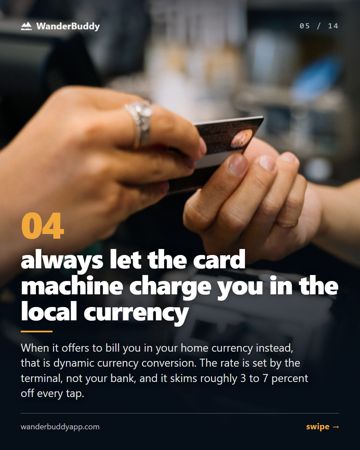 WanderBuddy
05 / 14
04
always let the card
machine charge you in the
local currency
When it offers to bill you in your home currency instead,
that is dynamic currency conversion. The rate is set by the
terminal, not your bank, and it skims roughly 3 to 7 percent
off every tap.
wanderbuddyapp.com
swipe →